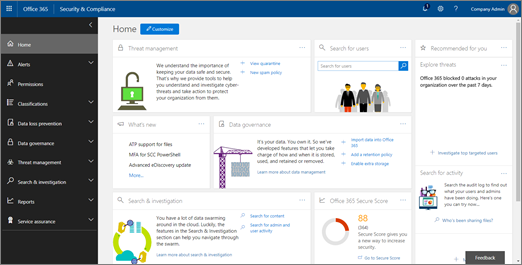 Office 365
Security & Compliance
1
?
Company Admin
Home
Alerts
Permissions
Classifications
Data loss prevention
Data governance
Threat management
Search & investigation
Reports
Service assurance
Home
Customize
Threat management
We understand the importance of
keeping your data safe and secure.
That's why we provide tools to help
you understand and investigate cyber-
threats and take action to protect
your organization from them.
View quarantine
New spam policy
Search for users
Search for users
Recommended for you
Explore threats
Office 365 blocked 0 attacks in your
organization over the past 7 days.
Investigate top targeted users
What's new
ATP support for files
MFA for SCC PowerShell
Advanced eDiscovery update
More...
Data governance
It's your data. You own it. So we've
developed features that let you take
charge of how and when it is stored,
used, and retained or removed.
Learn more about data management
Import data into Office
365
Add a retention policy
Enable extra storage
Search for activity
Search the audit log to find out
what your users and admins
have been doing. Here's one
you can try now.
Who's been sharing files?
Search & investigation
You have a lot of data swarming
around in the cloud. Luckily, the
features in the Search & Investigation
section can help you navigate through
the swarm.
Learn more about search & investigation
Search for content
Search for admin and
user activity
Office 365 Secure Score
88
(364)
Secure Score gives you
a new way to increase
security.
Go to Secure Score
Feedback